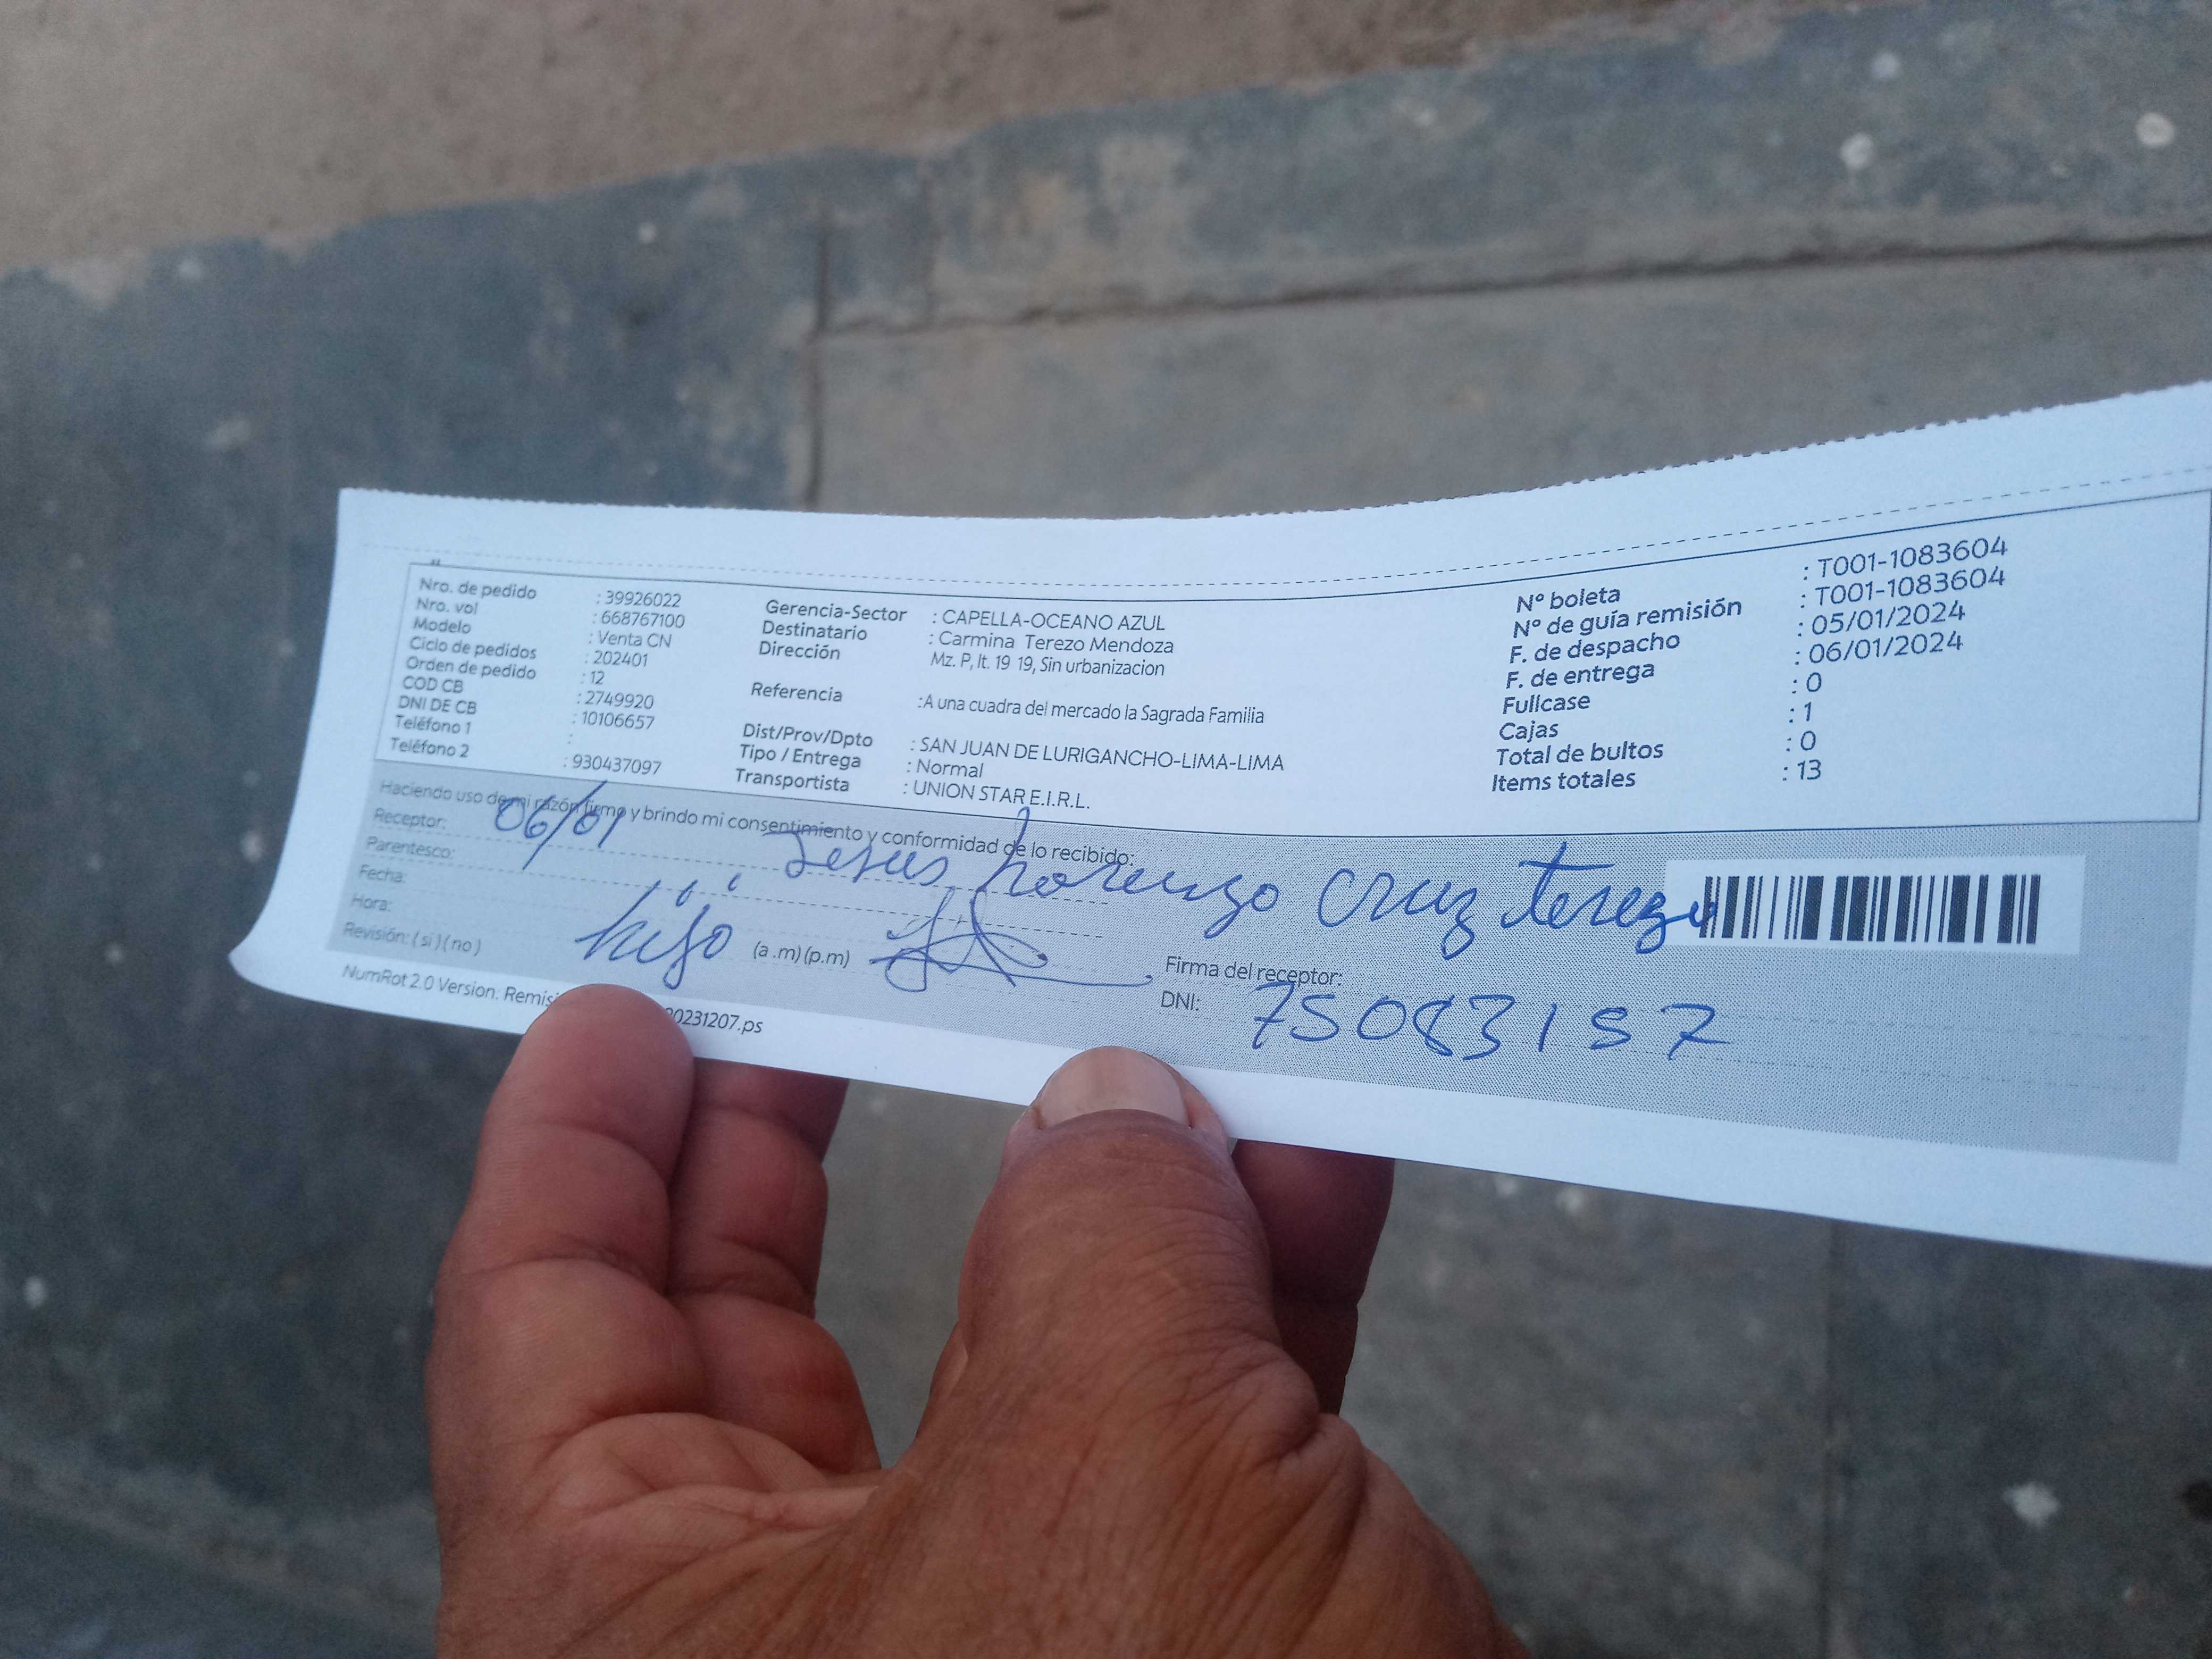 Nro. de pedido : 39926022
Nro. vol : 668767100
Modelo : Venta CN
Ciclo de pedidos : 202401
Orden de pedido : 12
COD CB : 2749920
DNI DE CB : 10106657
Teléfono 1 :
Teléfono 2 : 930437097
Gerencia-Sector : CAPELLA-OCEANO AZUL
Destinatario : Carmina Terezo Mendoza
Dirección Mz. P, lt. 19 19, Sin urbanizacion
Referencia :A una cuadra del mercado la Sagrada Familia
Dist/Prov/Dpto : SAN JUAN DE LURIGANCHO-LIMA-LIMA
Tipo / Entrega : Normal
Transportista : UNION STAR E.I.R.L.
Nº boleta : T001-1083604
Nº de guía remisión : T001-1083604
F. de despacho : 05/01/2024
F. de entrega : 06/01/2024
Fullcase : 0
Cajas : 1
Total de bultos : 0
Items totales : 13
Haciendo uso de mi razón firmo y brindo mi consentimiento y conformidad de lo recibido:
Receptor: 06/01 Jesus Lorenzo Cruz terezo
Parentesco:
Fecha:
Hora: hijo (a.m) (p.m)
Revisión: ( si ) ( no )
Firma del receptor:
DNI: 75083157
NumRot 2.0 Version: Remisi 20231207.ps